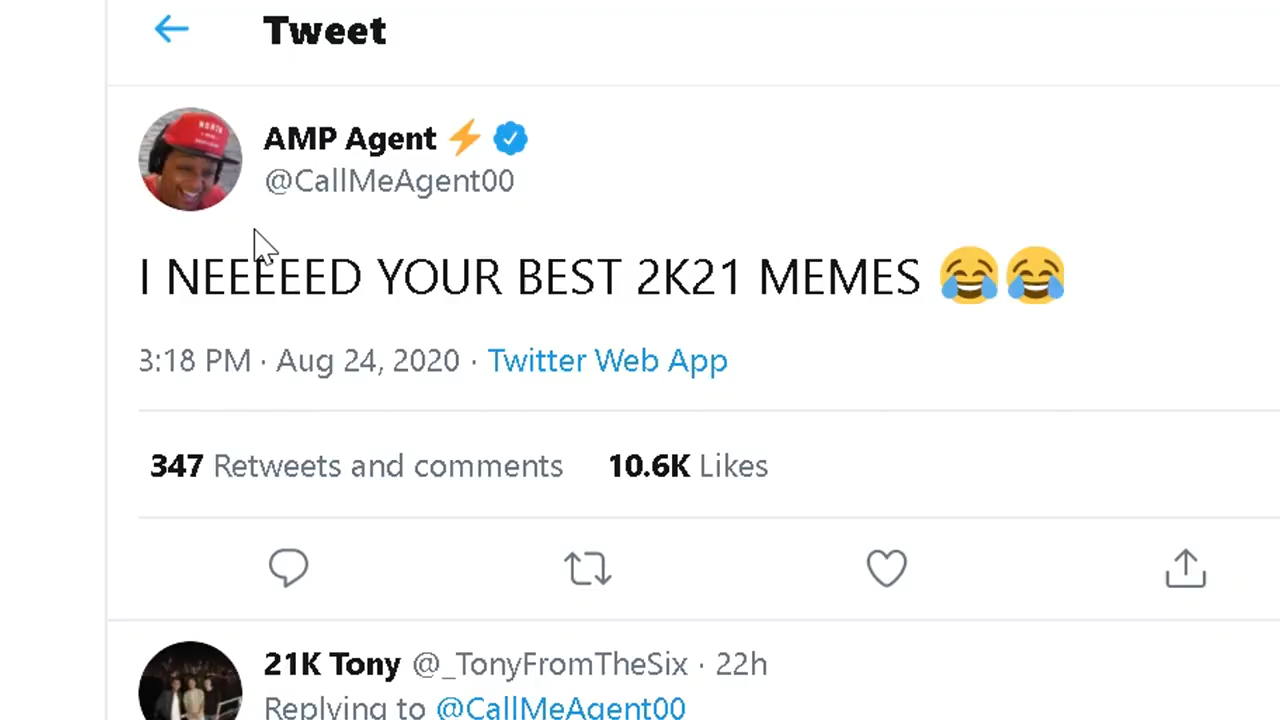 Tweet
AMP Agent ⚡
@CallMeAgent00
I NEEEEED YOUR BEST 2K21 MEMES 😂😂
3:18 PM · Aug 24, 2020 · Twitter Web App
347 Retweets and comments 10.6K Likes
21K Tony @_TonyFromTheSix · 22h
Replying to @CallMeAgent00